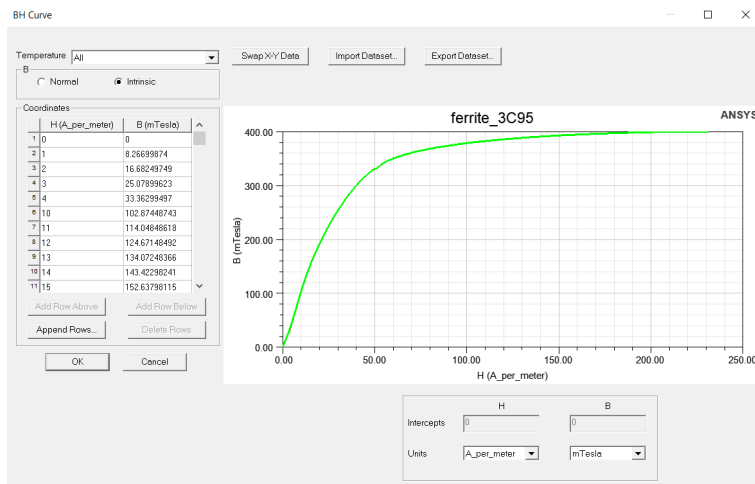 BH Curve
Temperature All
Swap X-Y Data
Import Dataset...
Export Dataset...
B
Normal
Intrinsic
Coordinates
H (A_per_meter) B (mTesla)
1 0 0
2 1 8.26699874
3 2 16.68249749
4 3 25.07899623
5 4 33.36299497
6 10 102.87448743
7 11 114.04848618
8 12 124.67148492
9 13 134.07248366
10 14 143.42298241
11 15 152.63798115
Add Row Above
Add Row Below
Append Rows...
Delete Rows
OK
Cancel
ferrite_3C95
ANSYS
400.00
300.00
200.00
100.00
0.00
B (mTesla)
0.00 50.00 100.00 150.00 200.00 250.00
H (A_per_meter)
H B
Intercepts 0 0
Units A_per_meter mTesla